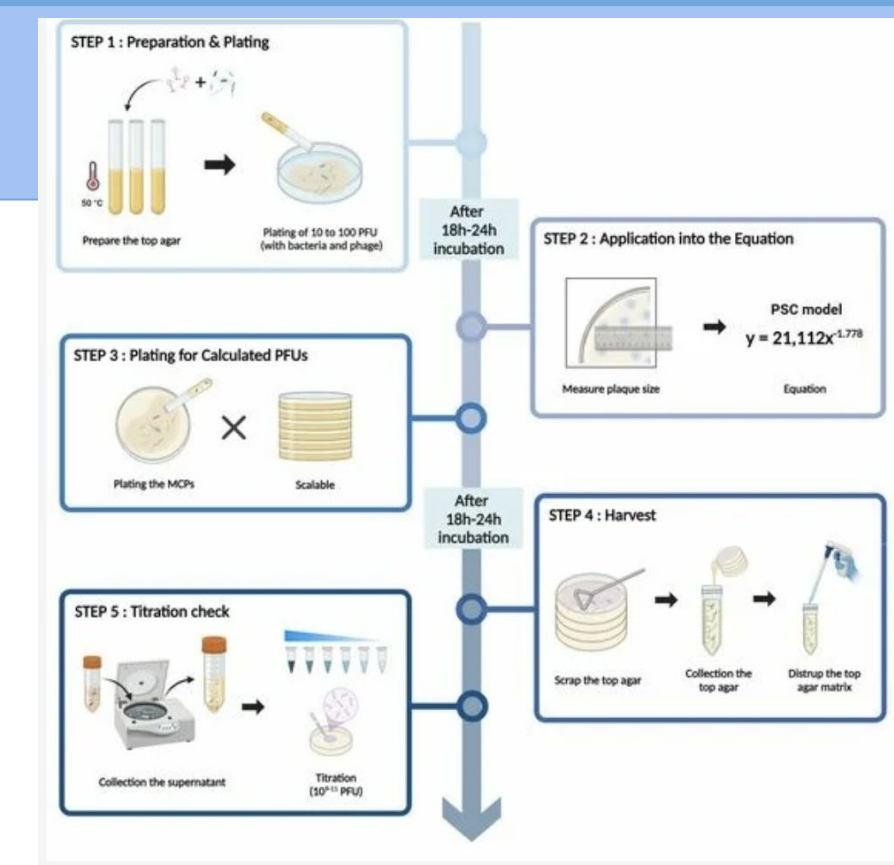 STEP 1 : Preparation & Plating
+
50 °C
Prepare the top agar
Plating of 10 to 100 PFU
(with bacteria and phage)
After
18h-24h
incubation
STEP 2 : Application into the Equation
PSC model
y = 21,112x^-1.778
Measure plaque size
Equation
STEP 3 : Plating for Calculated PFUs
Plating the MCPs
Scalable
After
18h-24h
incubation
STEP 4 : Harvest
Scrap the top agar
Collection the
top agar
Distrup the top
agar matrix
STEP 5 : Titration check
Collection the supernatant
Titration
PFU)